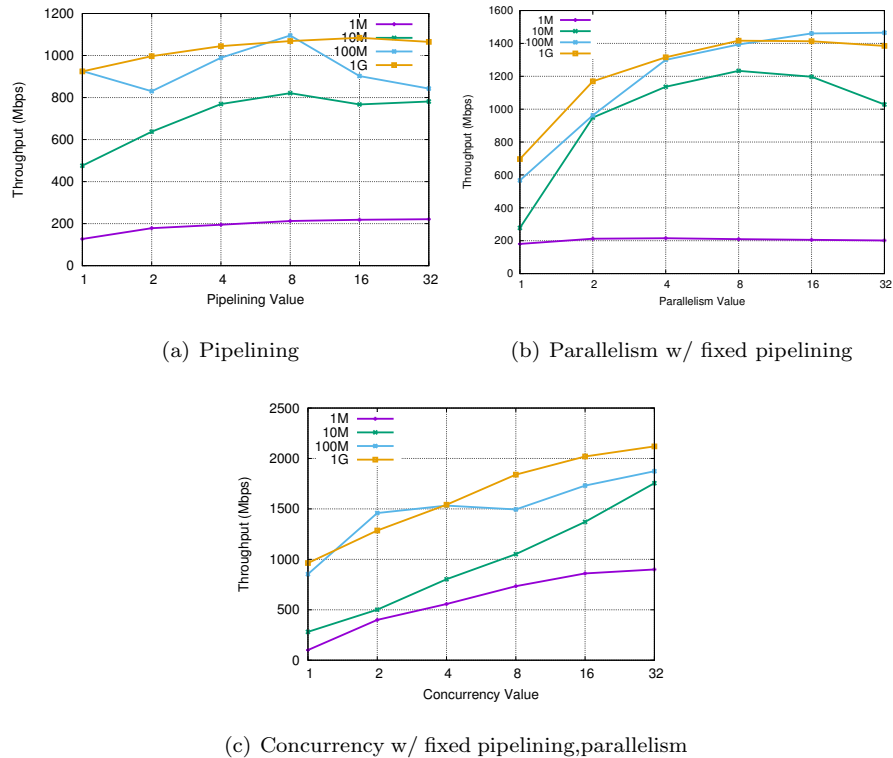 1200
1M
10M
100M
1G
1000
800
600
400
200
0
Throughput (Mbps)
1 2 4 8 16 32
Pipelining Value
(a) Pipelining
1600
1M
10M
100M
1G
1400
1200
1000
800
600
400
200
0
Throughput (Mbps)
1 2 4 8 16 32
Parallelism Value
(b) Parallelism w/ fixed pipelining
2500
1M
10M
100M
1G
2000
1500
1000
500
0
Throughput (Mbps)
1 2 4 8 16 32
Concurrency Value
(c) Concurrency w/ fixed pipelining,parallelism